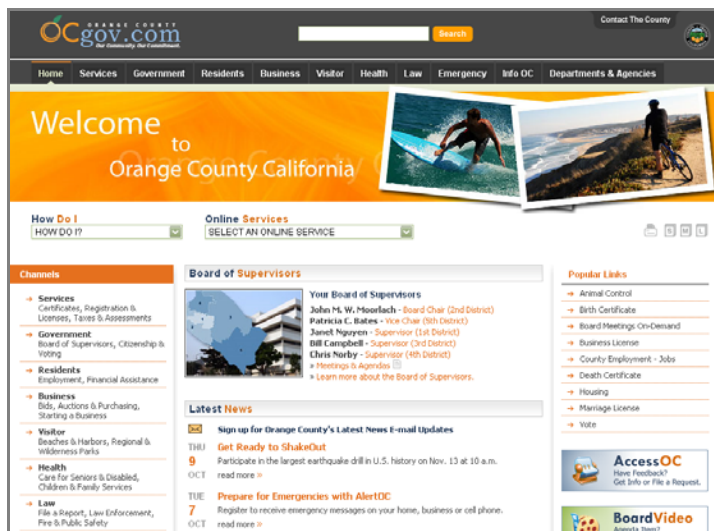 ORANGE COUNTY
OCgov.com
Our Community. Our Commitment.
Search
Contact The County
Home Services Government Residents Business Visitor Health Law Emergency Info OC Departments & Agencies
Welcome
to
Orange County California
How Do I
HOW DO I?
Online Services
SELECT AN ONLINE SERVICE
S M L
Channels
Services
Certificates, Registration &
Licenses, Taxes & Assessments
Government
Board of Supervisors, Citizenship &
Voting
Residents
Employment, Financial Assistance
Business
Bids, Auctions & Purchasing,
Starting a Business
Visitor
Beaches & Harbors, Regional &
Wilderness Parks
Health
Care for Seniors & Disabled,
Children & Family Services
Law
File a Report, Law Enforcement,
Fire & Public Safety
Board of Supervisors
Your Board of Supervisors
John M. W. Moorlach - Board Chair (2nd District)
Patricia C. Bates - Vice Chair (5th District)
Janet Nguyen - Supervisor (1st District)
Bill Campbell - Supervisor (3rd District)
Chris Norby - Supervisor (4th District)
» Meetings & Agendas
» Learn more about the Board of Supervisors.
Latest News
Sign up for Orange County's Latest News E-mail Updates
THU
9
OCT
Get Ready to ShakeOut
Participate in the largest earthquake drill in U.S. history on Nov. 13 at 10 a.m.
read more »
TUE
7
OCT
Prepare for Emergencies with AlertOC
Register to receive emergency messages on your home, business or cell phone.
read more »
Popular Links
Animal Control
Birth Certificate
Board Meetings On-Demand
Business License
County Employment - Jobs
Death Certificate
Housing
Marriage License
Vote
AccessOC
Have Feedback?
Get Info or File a Request.
BoardVideo
Agenda Item?